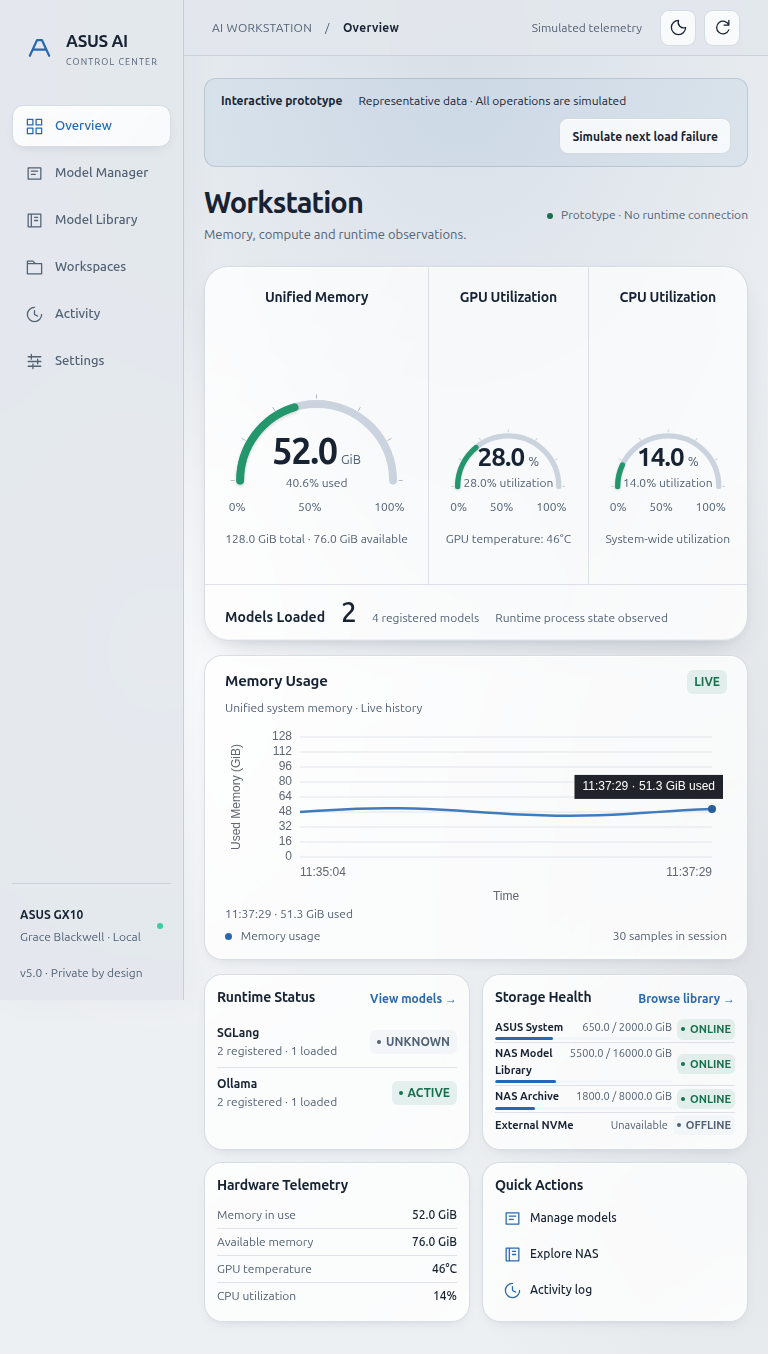 ASUS AI
CONTROL CENTER
Overview
Model Manager
Model Library
Workspaces
Activity
Settings
ASUS GX10
Grace Blackwell · Local
v5.0 · Private by design
AI WORKSTATION / Overview
Simulated telemetry
Interactive prototype Representative data · All operations are simulated
Simulate next load failure
Workstation
Memory, compute and runtime observations.
Prototype · No runtime connection
Unified Memory
52.0 GiB
40.6% used
0% 50% 100%
128.0 GiB total · 76.0 GiB available
GPU Utilization
28.0 %
28.0% utilization
0% 50% 100%
GPU temperature: 46°C
CPU Utilization
14.0 %
14.0% utilization
0% 50% 100%
System-wide utilization
Models Loaded 2 4 registered models Runtime process state observed
Memory Usage
LIVE
Unified system memory · Live history
Used Memory (GiB)
128
112
96
80
64
48
32
16
0
11:37:29 · 51.3 GiB used
11:35:04 11:37:29
Time
11:37:29 · 51.3 GiB used
Memory usage
30 samples in session
Runtime Status
View models →
SGLang
2 registered · 1 loaded
UNKNOWN
Ollama
2 registered · 1 loaded
ACTIVE
Storage Health
Browse library →
ASUS System 650.0 / 2000.0 GiB ONLINE
NAS Model
Library
5500.0 / 16000.0 GiB ONLINE
NAS Archive 1800.0 / 8000.0 GiB ONLINE
External NVMe Unavailable OFFLINE
Hardware Telemetry
Memory in use 52.0 GiB
Available memory 76.0 GiB
GPU temperature 46°C
CPU utilization 14%
Quick Actions
Manage models
Explore NAS
Activity log